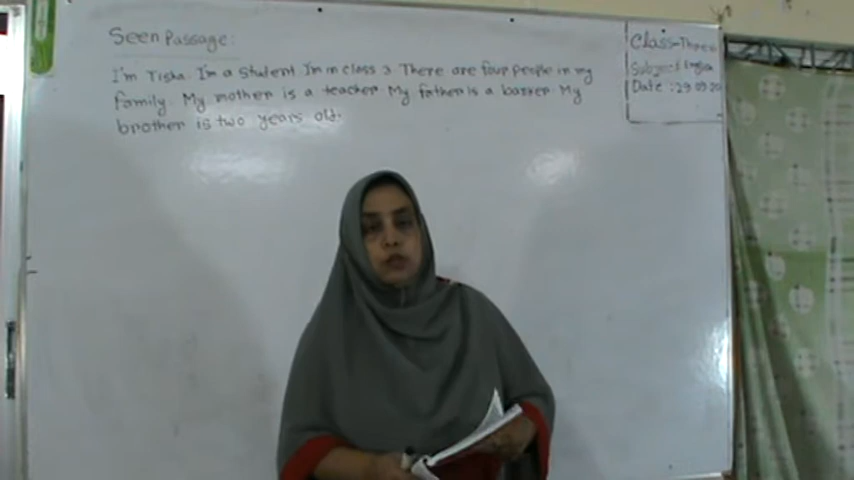 Seen Passage:
I'm Tisha. I'm a student I'm in class 3 There are four people in my
family. My mother is a teacher My father is a banker My
brother is two years old.
Class-Three
Subject English
Date: 29.09.20